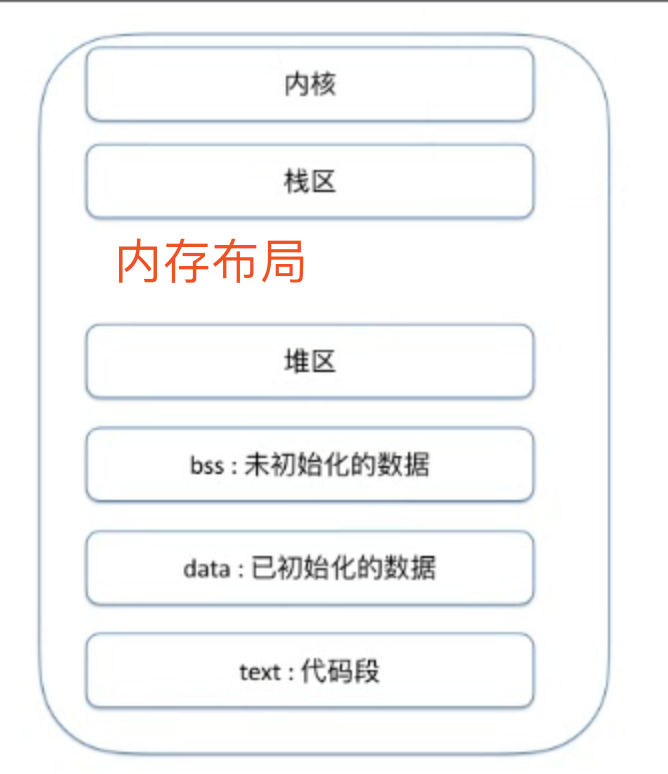 内核
栈区
内存布局
堆区
bss : 未初始化的数据
data : 已初始化的数据
text : 代码段